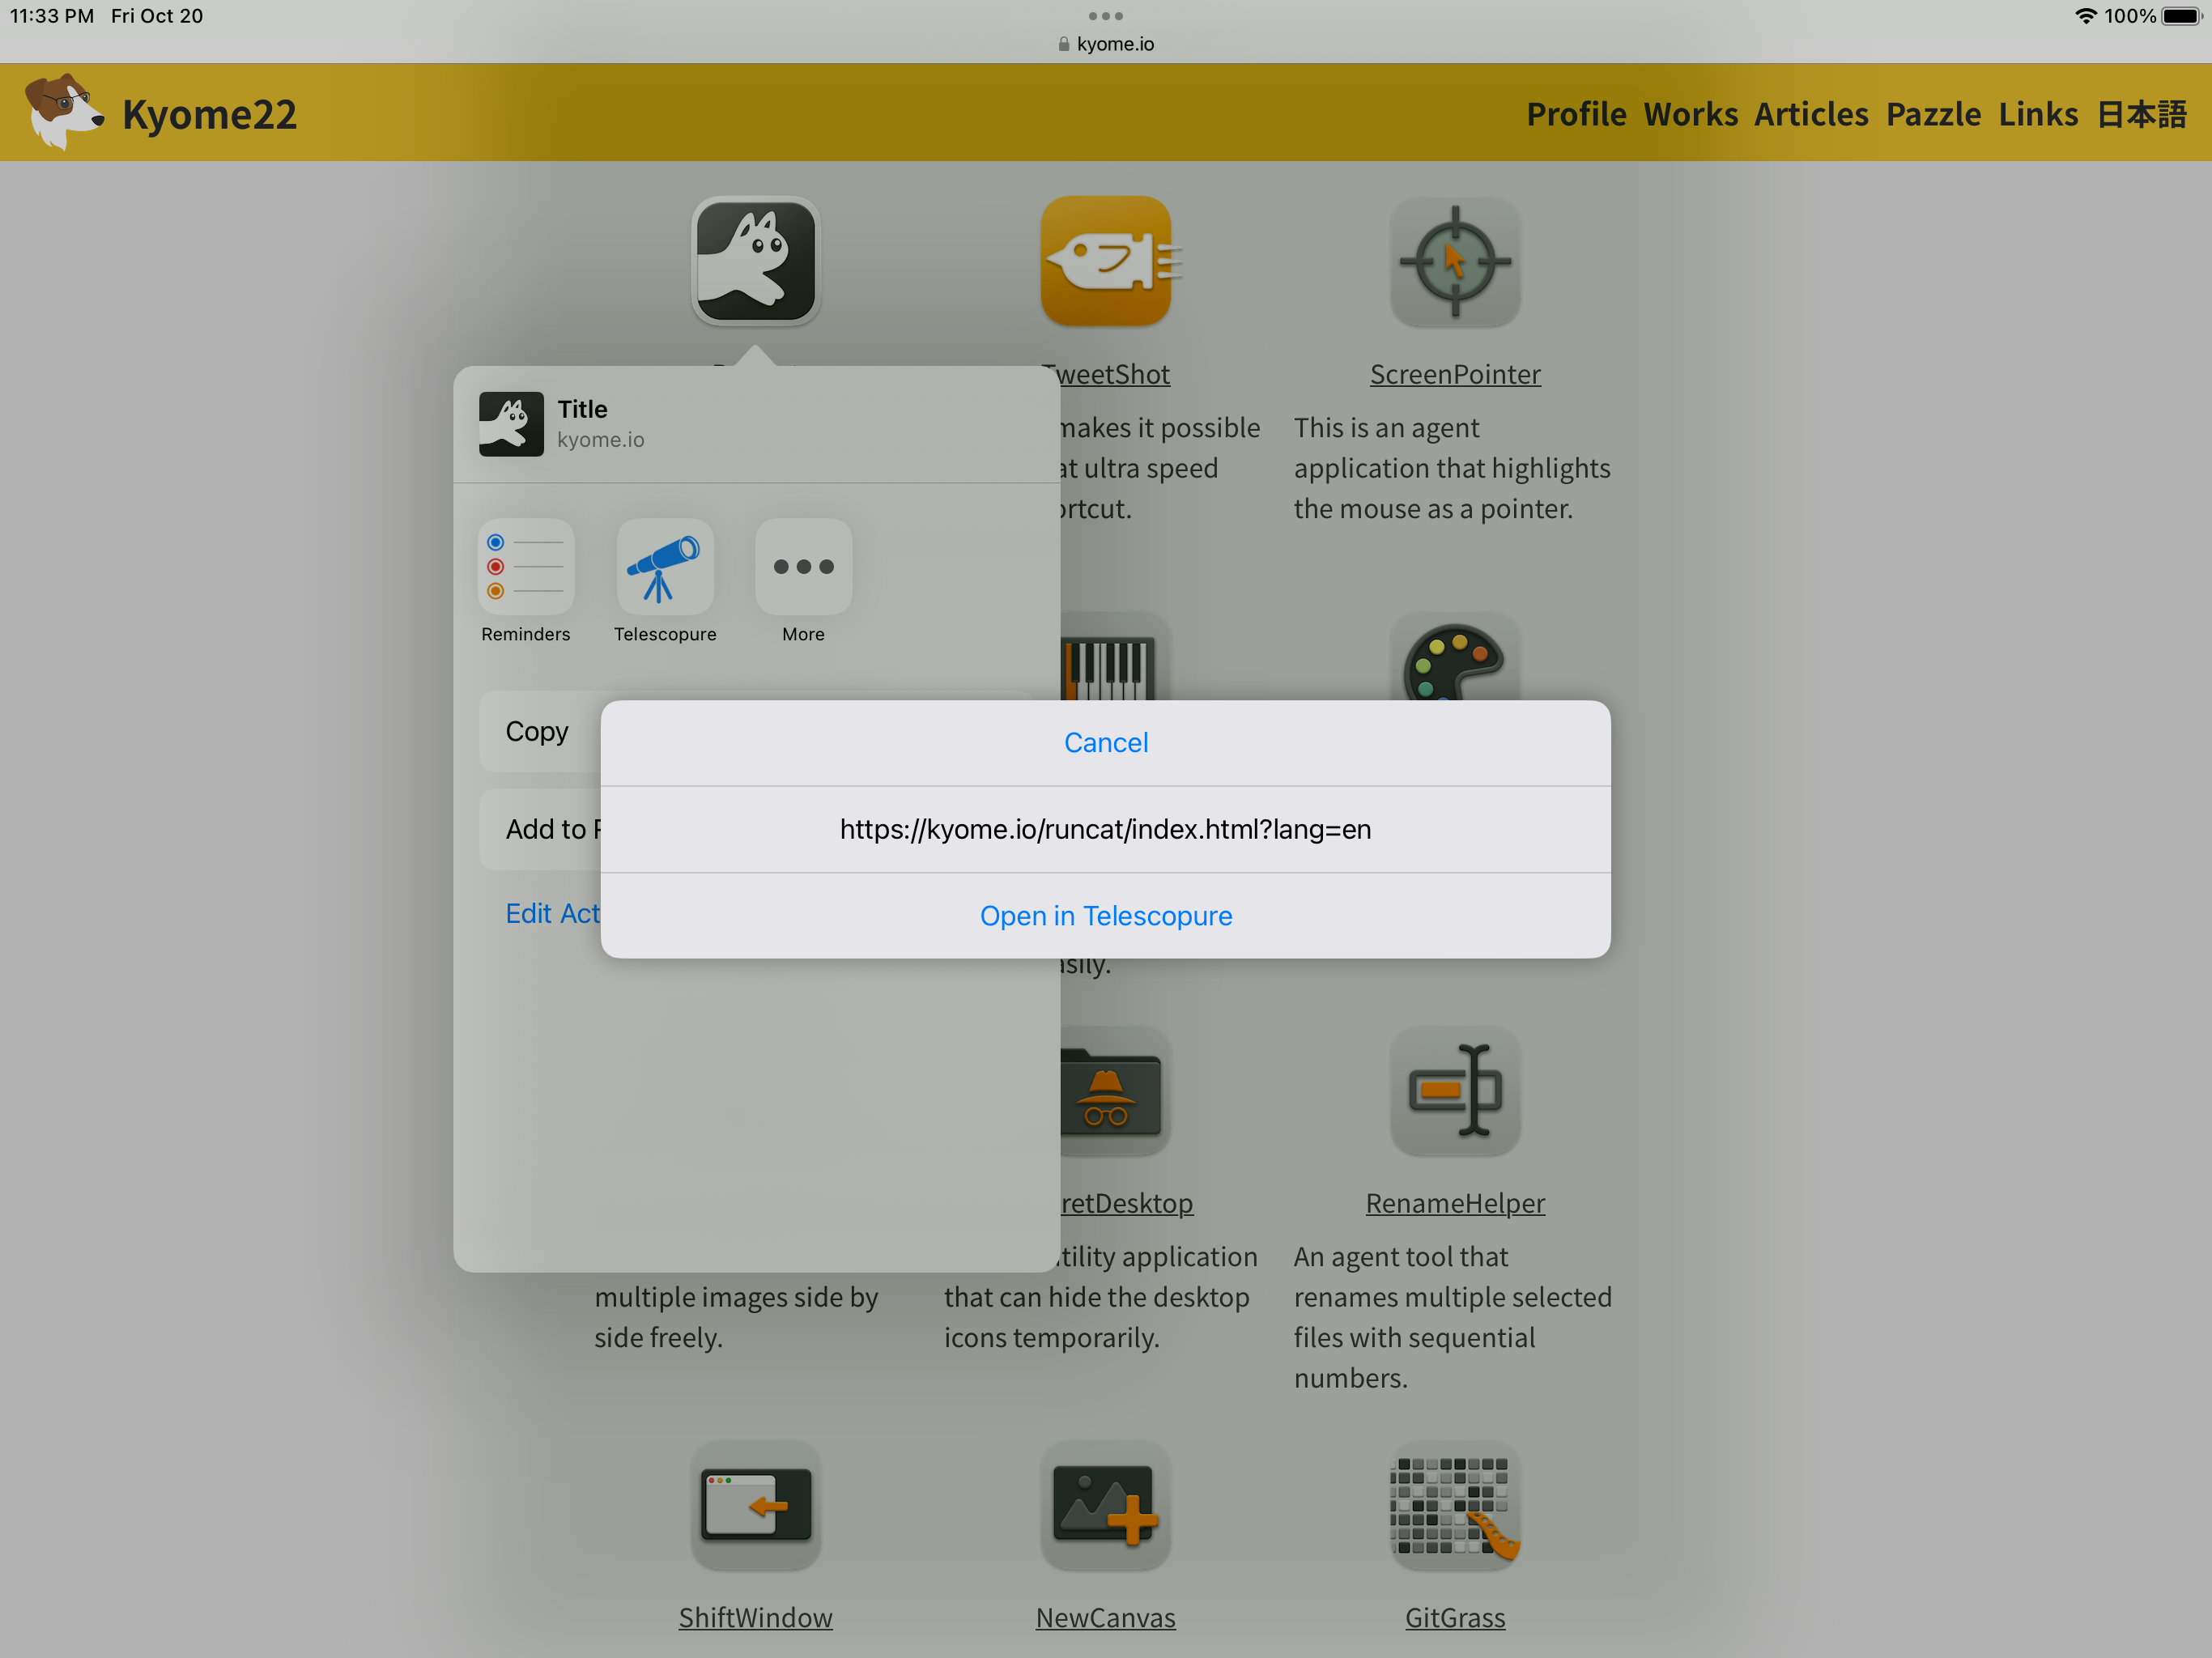 11:33 PM Fri Oct 20
100%
kyome.io
Kyome22
Profile Works Articles Pazzle Links 日本語
TweetShot
ScreenPointer
makes it possible
at ultra speed
ortcut.
This is an agent
application that highlights
the mouse as a pointer.
Title
kyome.io
Reminders
Telescopure
More
Copy
Add to
Edit Act
Cancel
https://kyome.io/runcat/index.html?lang=en
Open in Telescopure
asily.
retDesktop
RenameHelper
tility application
that can hide the desktop
icons temporarily.
An agent tool that
renames multiple selected
files with sequential
numbers.
multiple images side by
side freely.
ShiftWindow
NewCanvas
GitGrass